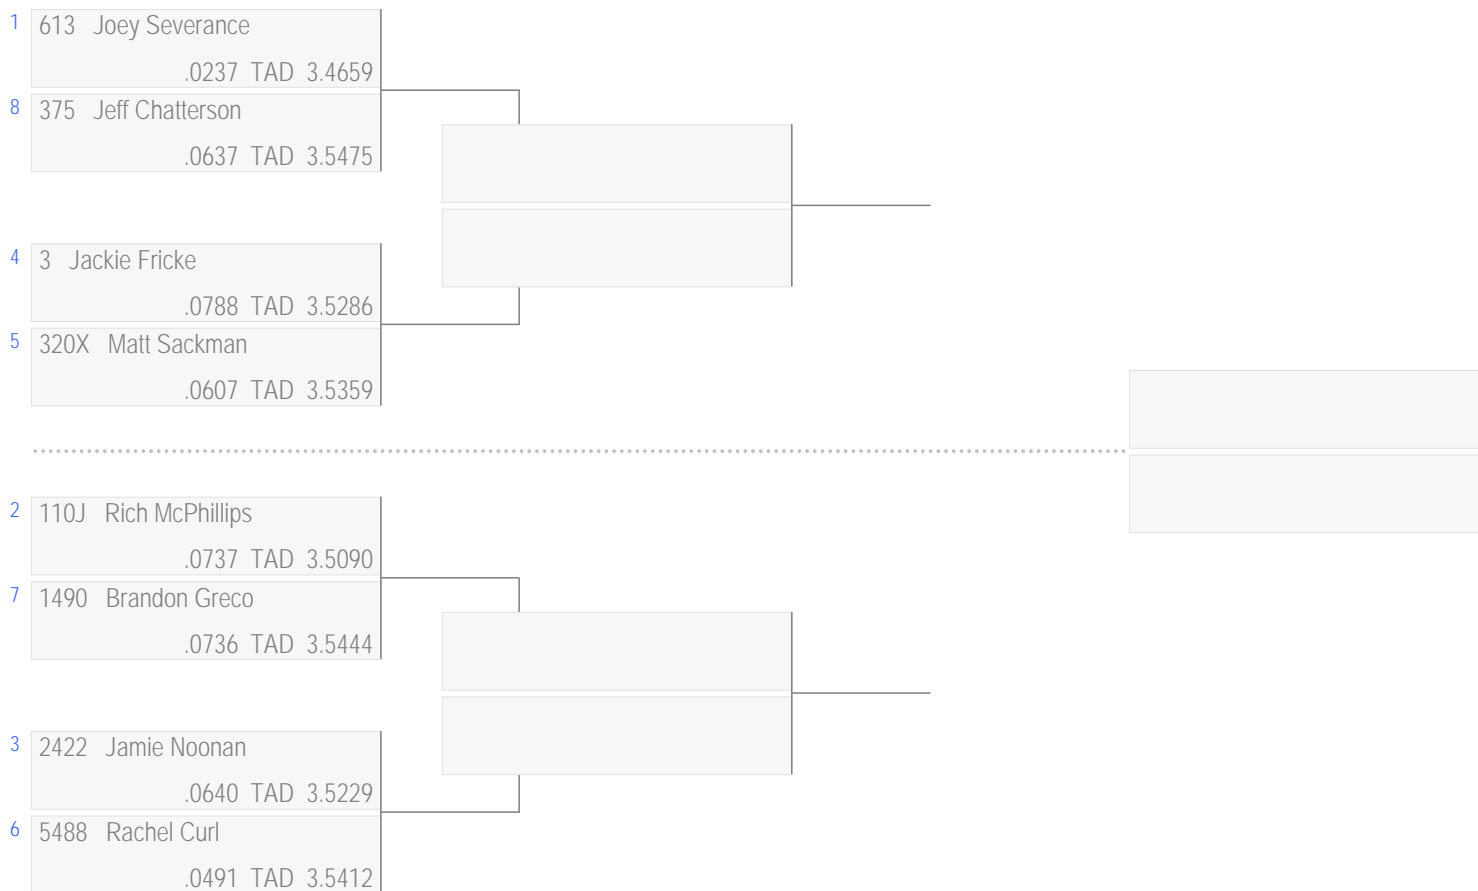 1 613 Joey Severance
.0237 TAD 3.4659
8 375 Jeff Chatterson
.0637 TAD 3.5475
4 3 Jackie Fricke
.0788 TAD 3.5286
5 320X Matt Sackman
.0607 TAD 3.5359
2 110J Rich McPhillips
.0737 TAD 3.5090
7 1490 Brandon Greco
.0736 TAD 3.5444
3 2422 Jamie Noonan
.0640 TAD 3.5229
6 5488 Rachel Curl
.0491 TAD 3.5412